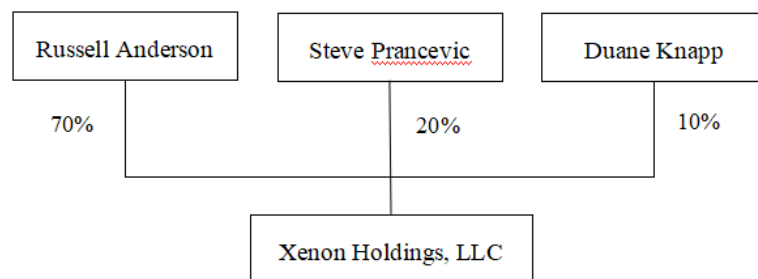 Russell Anderson
Steve Prancevic
Duane Knapp
70%
20%
10%
Xenon Holdings, LLC